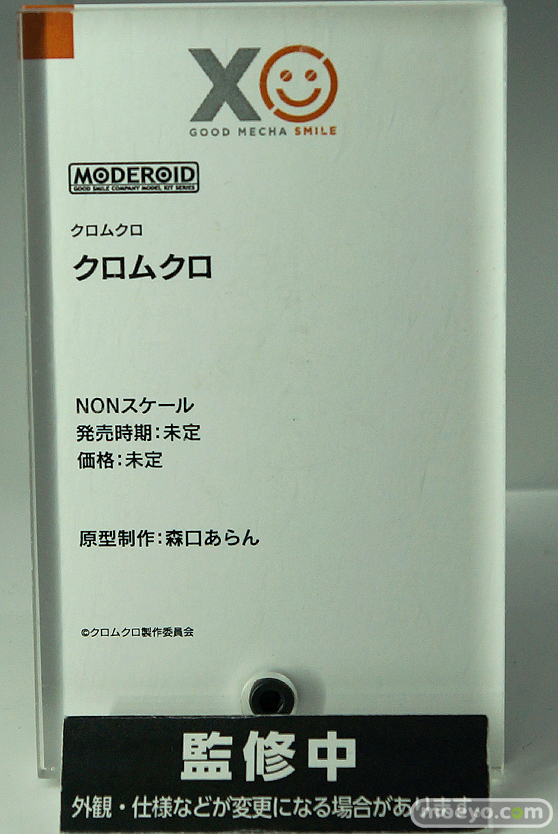 XO
GOOD MECHA SMILE
MODEROID
GOOD SMILE COMPANY MODEL KIT SERIES
クロムクロ
クロムクロ
NONスケール
発売時期:未定
価格:未定
原型制作:森口あらん
©クロムクロ製作委員会
監修中
外観・仕様などが変更になる場合があります。
moeyo.com